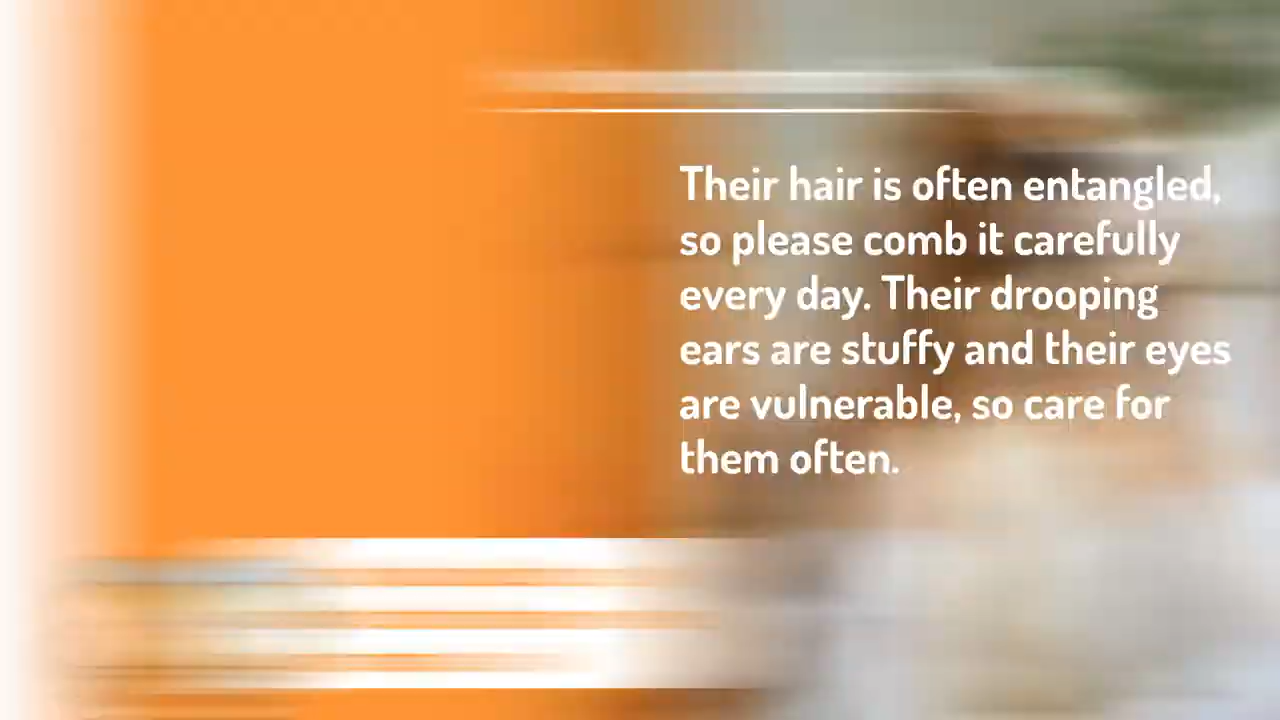 Their hair is often entangled,
so please comb it carefully
every day. Their drooping
ears are stuffy and their eyes
are vulnerable, so care for
them often.